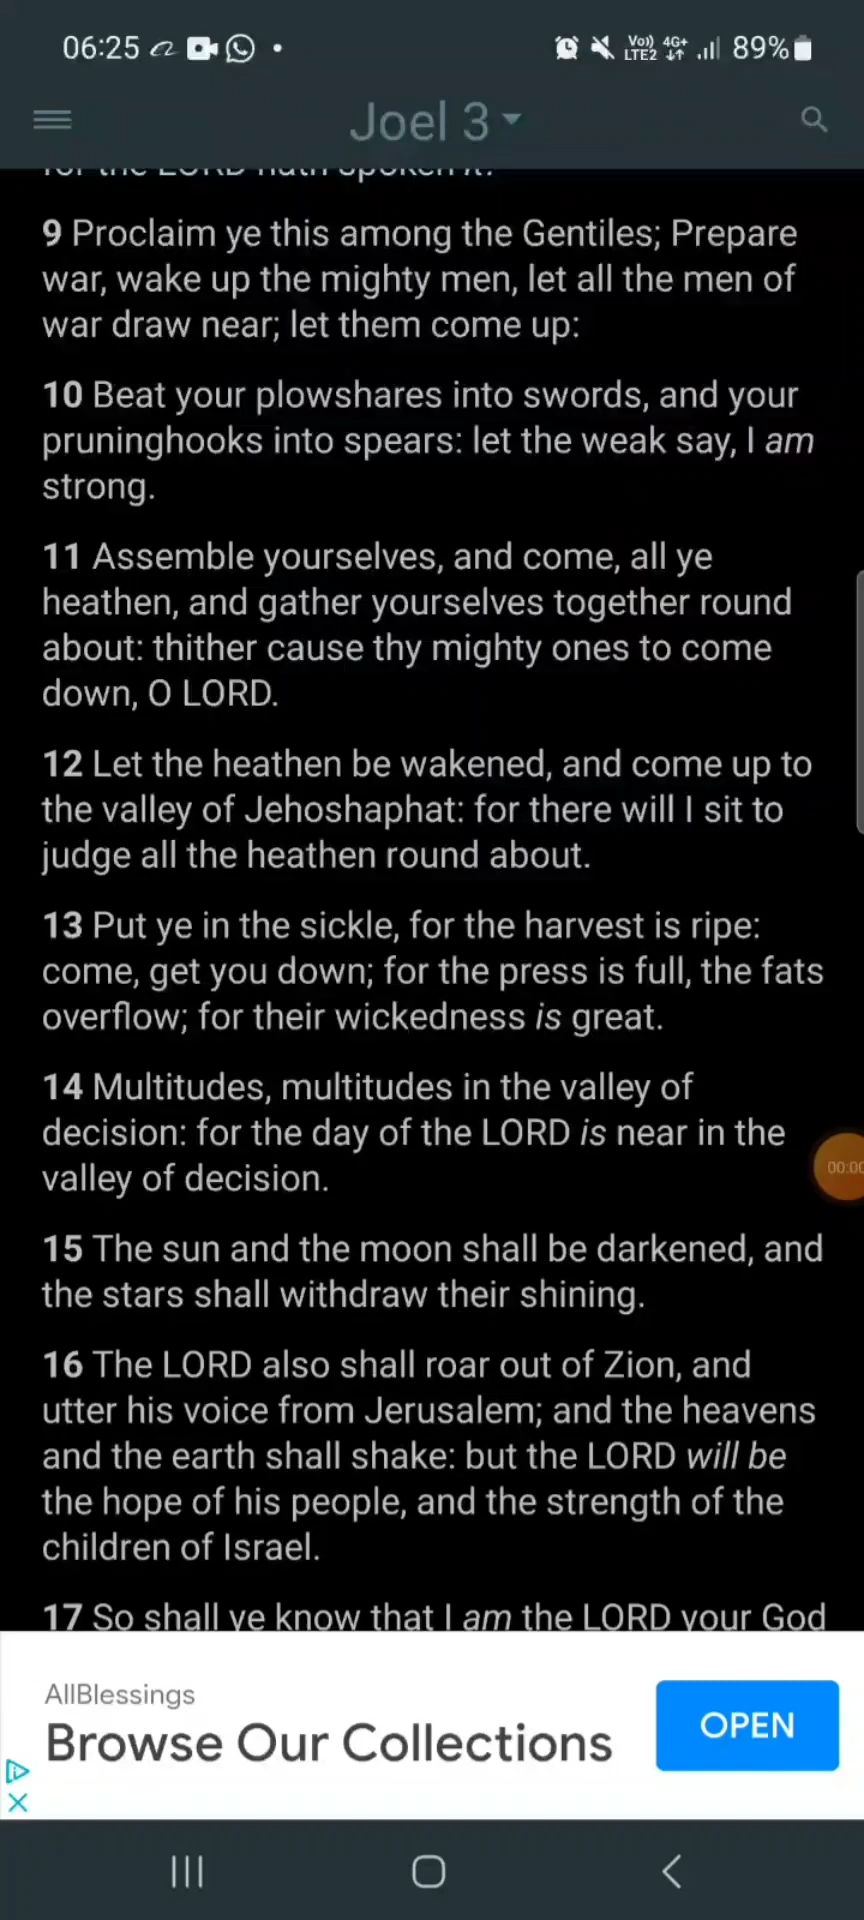 06:25
Vo)) 4G+
LTE2
89%
Joel 3
for the LORD hath spoken it.
9 Proclaim ye this among the Gentiles; Prepare
war, wake up the mighty men, let all the men of
war draw near; let them come up:
10 Beat your plowshares into swords, and your
pruninghooks into spears: let the weak say, I am
strong.
11 Assemble yourselves, and come, all ye
heathen, and gather yourselves together round
about: thither cause thy mighty ones to come
down, O LORD.
12 Let the heathen be wakened, and come up to
the valley of Jehoshaphat: for there will I sit to
judge all the heathen round about.
13 Put ye in the sickle, for the harvest is ripe:
come, get you down; for the press is full, the fats
overflow; for their wickedness is great.
14 Multitudes, multitudes in the valley of
decision: for the day of the LORD is near in the
valley of decision.
00:00
15 The sun and the moon shall be darkened, and
the stars shall withdraw their shining.
16 The LORD also shall roar out of Zion, and
utter his voice from Jerusalem; and the heavens
and the earth shall shake: but the LORD will be
the hope of his people, and the strength of the
children of Israel.
17 So shall ye know that I am the LORD your God
AllBlessings
Browse Our Collections
OPEN